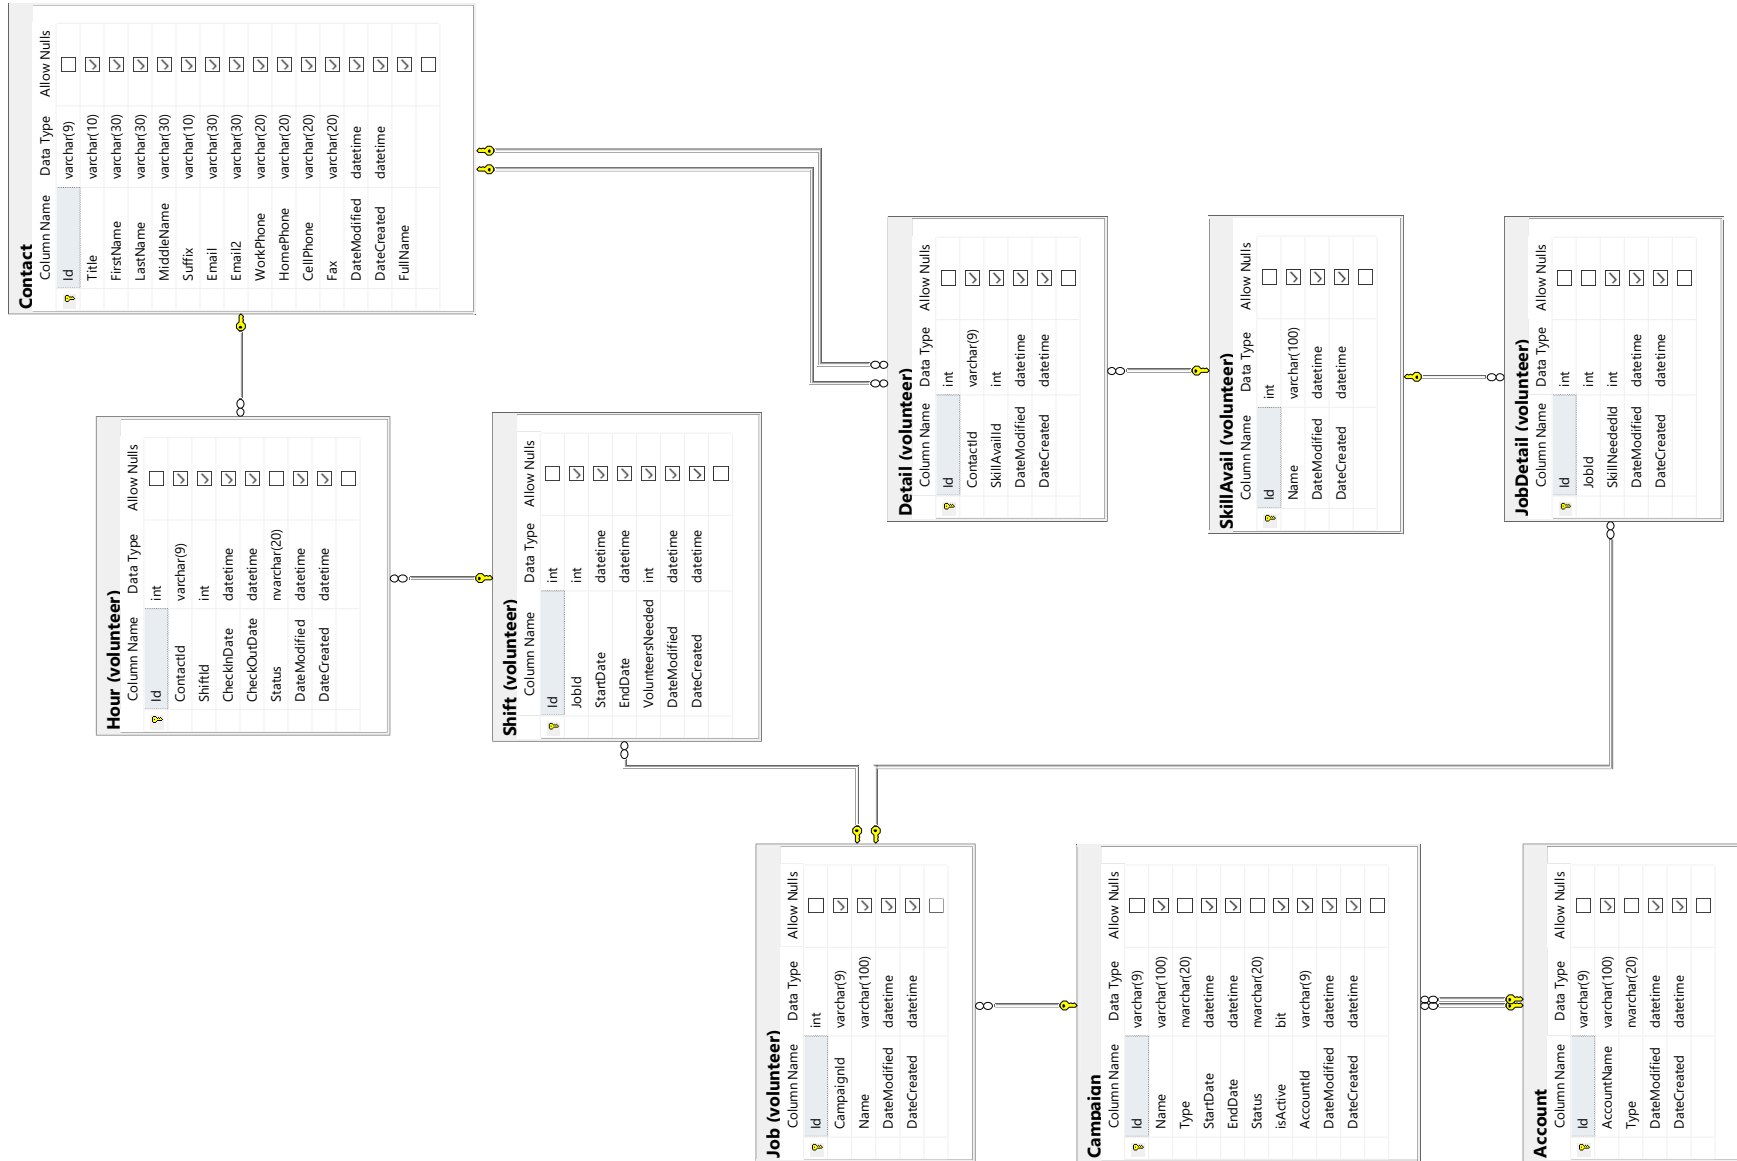 Contact
Column Name Data Type Allow Nulls
Id varchar(9)
Title varchar(10)
FirstName varchar(30)
LastName varchar(30)
MiddleName varchar(30)
Suffix varchar(10)
Email varchar(30)
Email2 varchar(30)
WorkPhone varchar(20)
HomePhone varchar(20)
CellPhone varchar(20)
Fax varchar(20)
DateModified datetime
DateCreated datetime
FullName
Hour (volunteer)
Column Name Data Type Allow Nulls
Id int
ContactId varchar(9)
ShiftId int
CheckInDate datetime
CheckOutDate datetime
Status nvarchar(20)
DateModified datetime
DateCreated datetime
Shift (volunteer)
Column Name Data Type Allow Nulls
Id int
JobId int
StartDate datetime
EndDate datetime
VolunteersNeeded int
DateModified datetime
DateCreated datetime
Detail (volunteer)
Column Name Data Type Allow Nulls
Id int
ContactId varchar(9)
SkillAvailId int
DateModified datetime
DateCreated datetime
SkillAvail (volunteer)
Column Name Data Type Allow Nulls
Id int
Name varchar(100)
DateModified datetime
DateCreated datetime
JobDetail (volunteer)
Column Name Data Type Allow Nulls
Id int
JobId int
SkillNeededId int
DateModified datetime
DateCreated datetime
Job (volunteer)
Column Name Data Type Allow Nulls
Id int
CampaignId varchar(9)
Name varchar(100)
DateModified datetime
DateCreated datetime
Campaign
Column Name Data Type Allow Nulls
Id varchar(9)
Name varchar(100)
Type nvarchar(20)
StartDate datetime
EndDate datetime
Status nvarchar(20)
isActive bit
AccountId varchar(9)
DateModified datetime
DateCreated datetime
Account
Column Name Data Type Allow Nulls
Id varchar(9)
AccountName varchar(100)
Type nvarchar(20)
DateModified datetime
DateCreated datetime